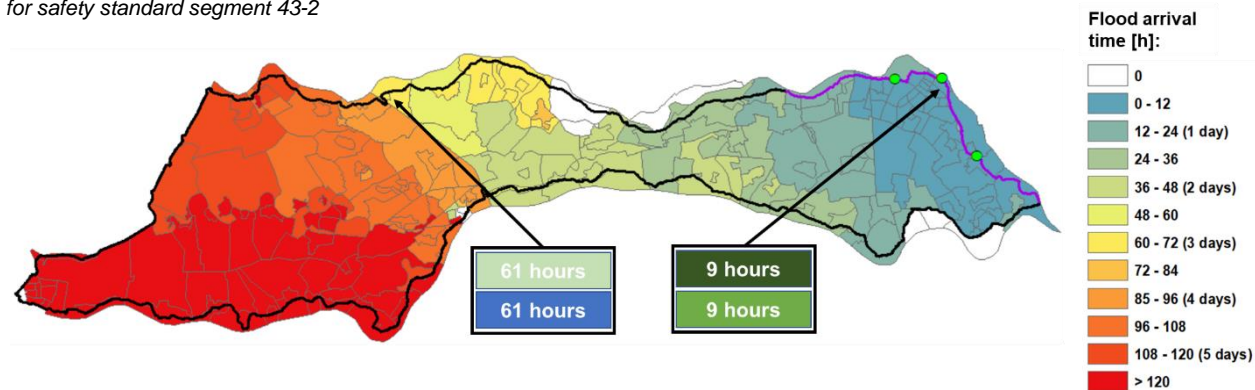 for safety standard segment 43-2
Flood arrival
time [h]:
0
0 - 12
12 - 24 (1 day)
24 - 36
36 - 48 (2 days)
48 - 60
60 - 72 (3 days)
72 - 84
85 - 96 (4 days)
96 - 108
108 - 120 (5 days)
> 120
61 hours
61 hours
9 hours
9 hours